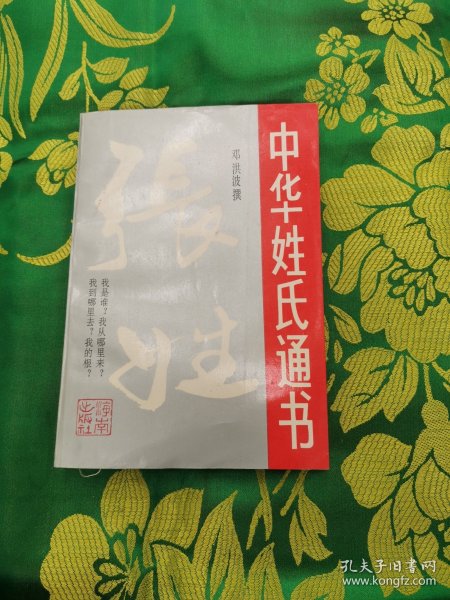 中华姓氏通书
邓洪波撰
張姓
我是谁？我从哪里来？
我到哪里去？我的根？
海南
出版社
孔夫子旧书网
www.kongfz.com